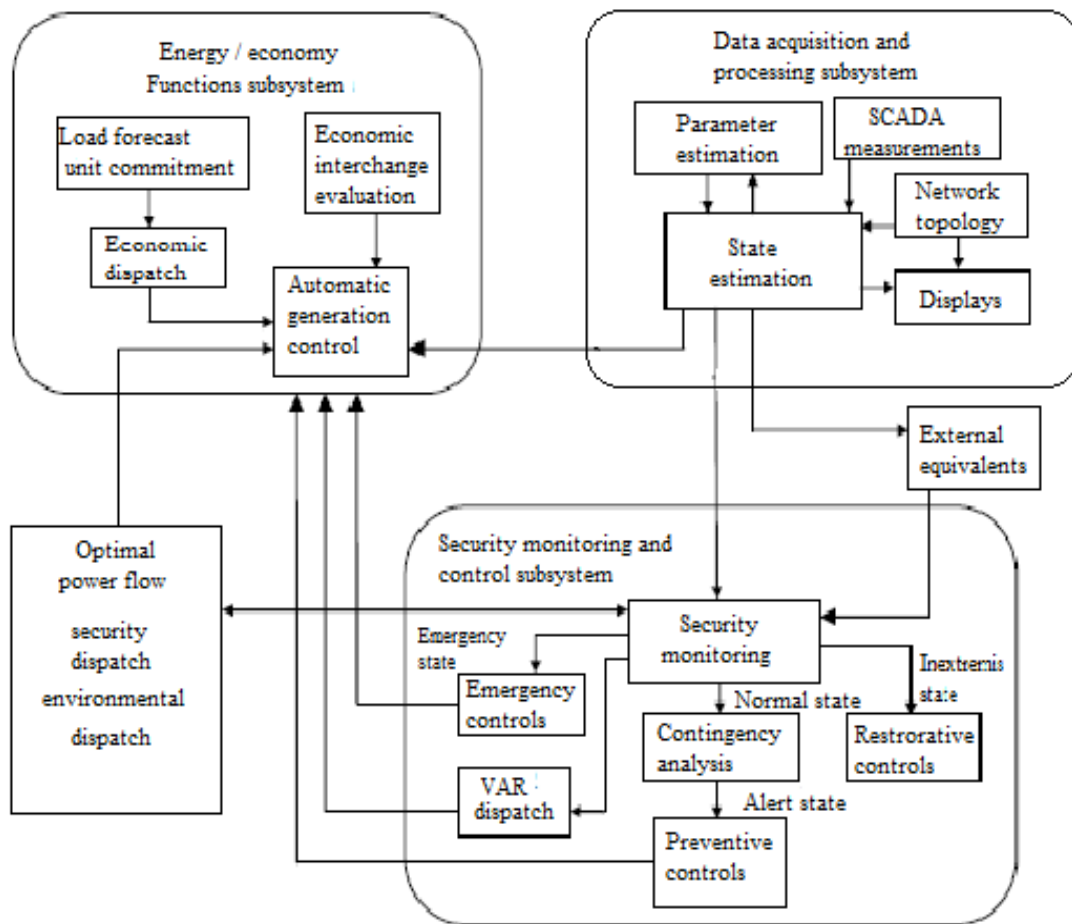 Energy / economy
Functions subsystem
Load forecast
unit commitment
Economic
interchange
evaluation
Economic
dispatch
Automatic
generation
control
Data acquisition and
processing subsystem
Parameter
estimation
SCADA
measurements
Network
topology
State
estimation
Displays
External
equivalents
Optimal
power flow
security
dispatch
environmental
dispatch
Security monitoring and
control subsystem
Security
monitoring
Emergency
state
Emergency
controls
Normal state
Inextremis
state
Contingency
analysis
Restrorative
controls
VAR
dispatch
Alert state
Preventive
controls